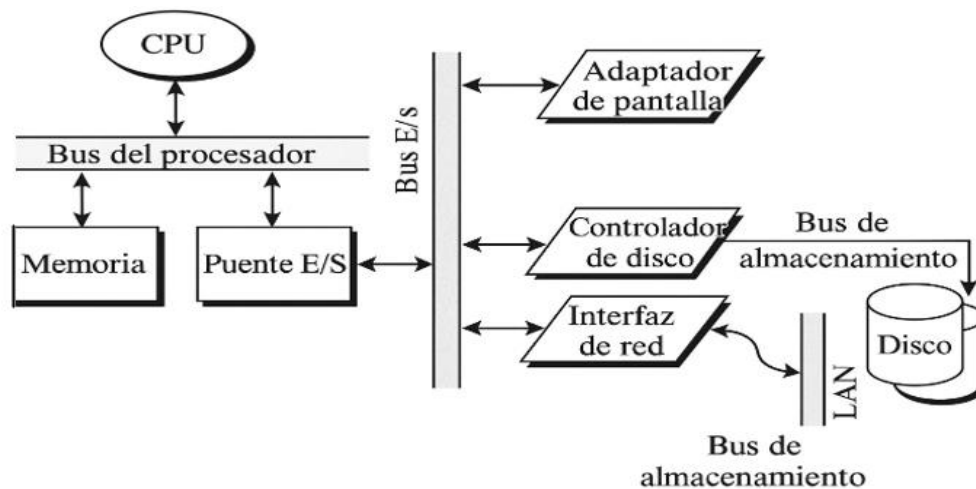 CPU
Bus del procesador
Memoria
Puente E/S
Bus E/s
Adaptador
de pantalla
Controlador
de disco
Bus de
almacenamiento
Interfaz
de red
Disco
LAN
Bus de
almacenamiento